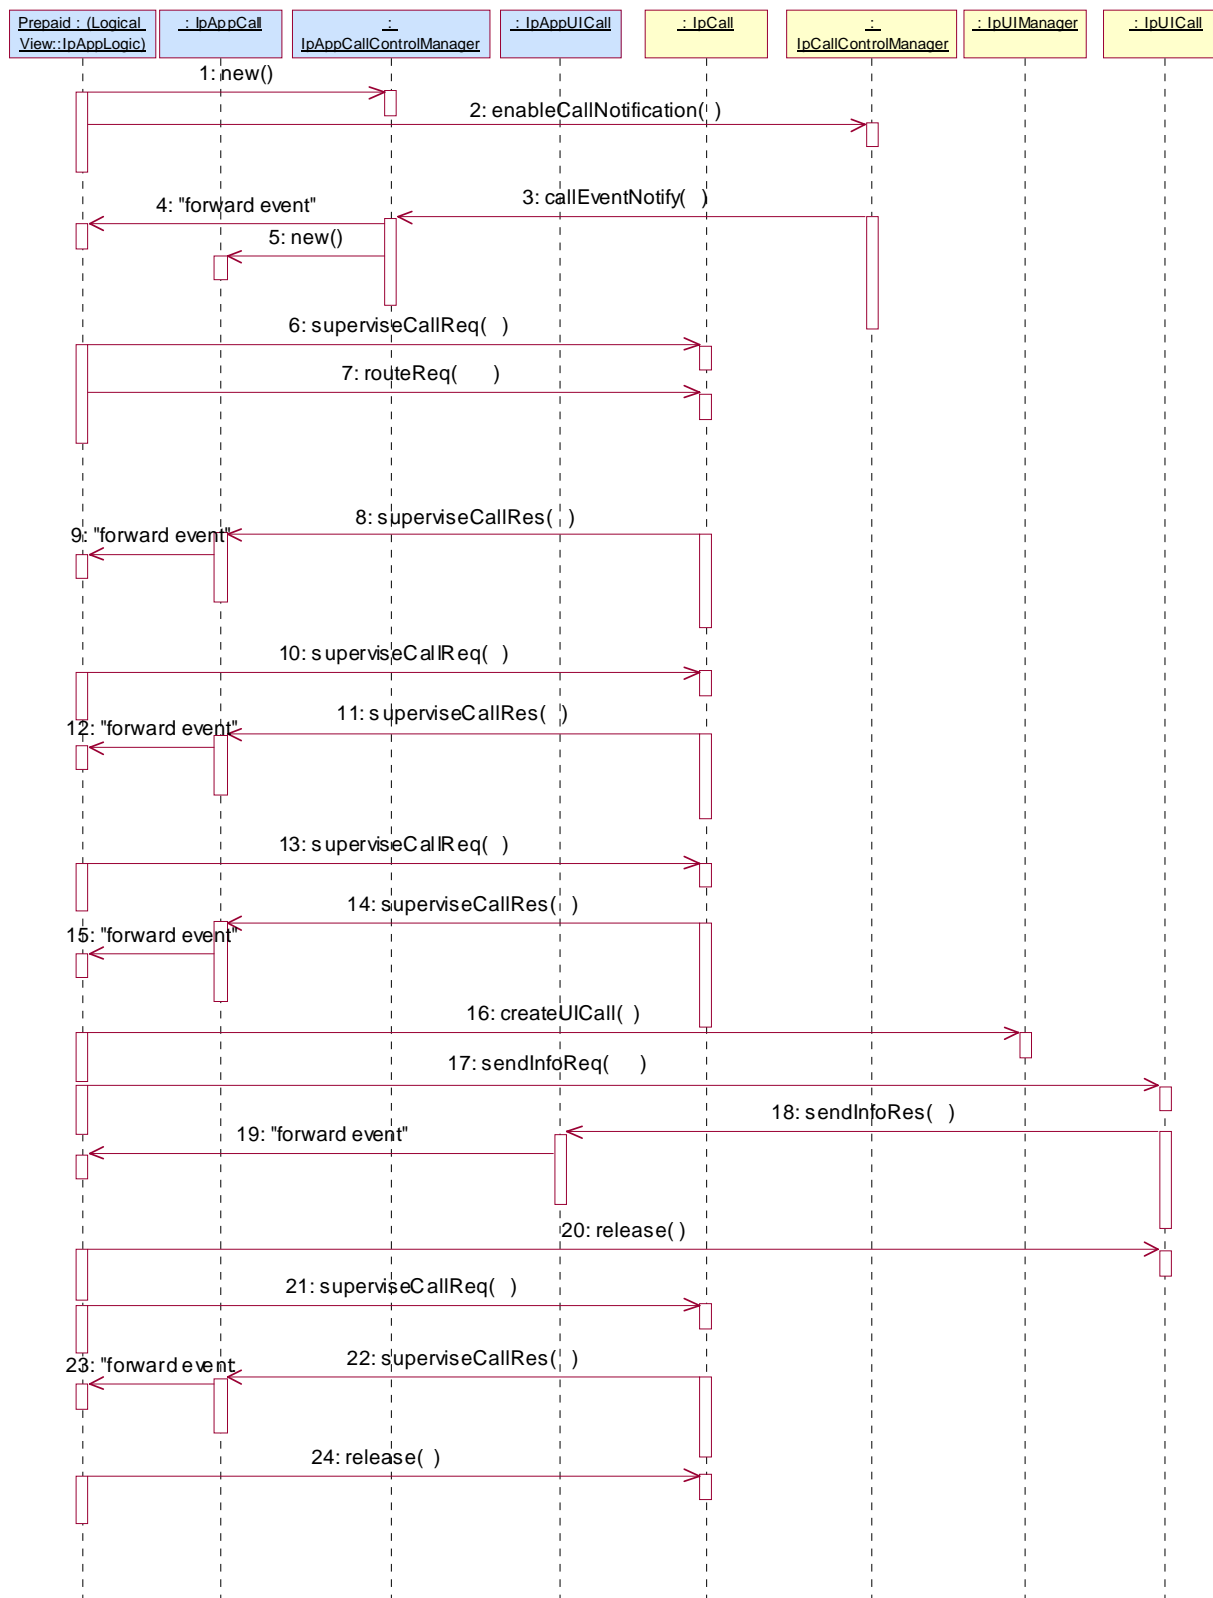 Prepaid : (Logical
View::IpAppLogic)
: IpAppCall
:
IpAppCallControlManager
: IpAppUICall
: IpCall
:
IpCallControlManager
: IpUIManager
: IpUICall
1: new()
2: enableCallNotification( )
3: callEventNotify( )
4: "forward event"
5: new()
6: superviseCallReq( )
7: routeReq( )
8: superviseCallRes( )
9: "forward event"
10: superviseCallReq( )
11: superviseCallRes( )
12: "forward event"
13: superviseCallReq( )
14: superviseCallRes( )
15: "forward event"
16: createUICall( )
17: sendInfoReq( )
18: sendInfoRes( )
19: "forward event"
20: release( )
21: superviseCallReq( )
22: superviseCallRes( )
23: "forward event
24: release( )